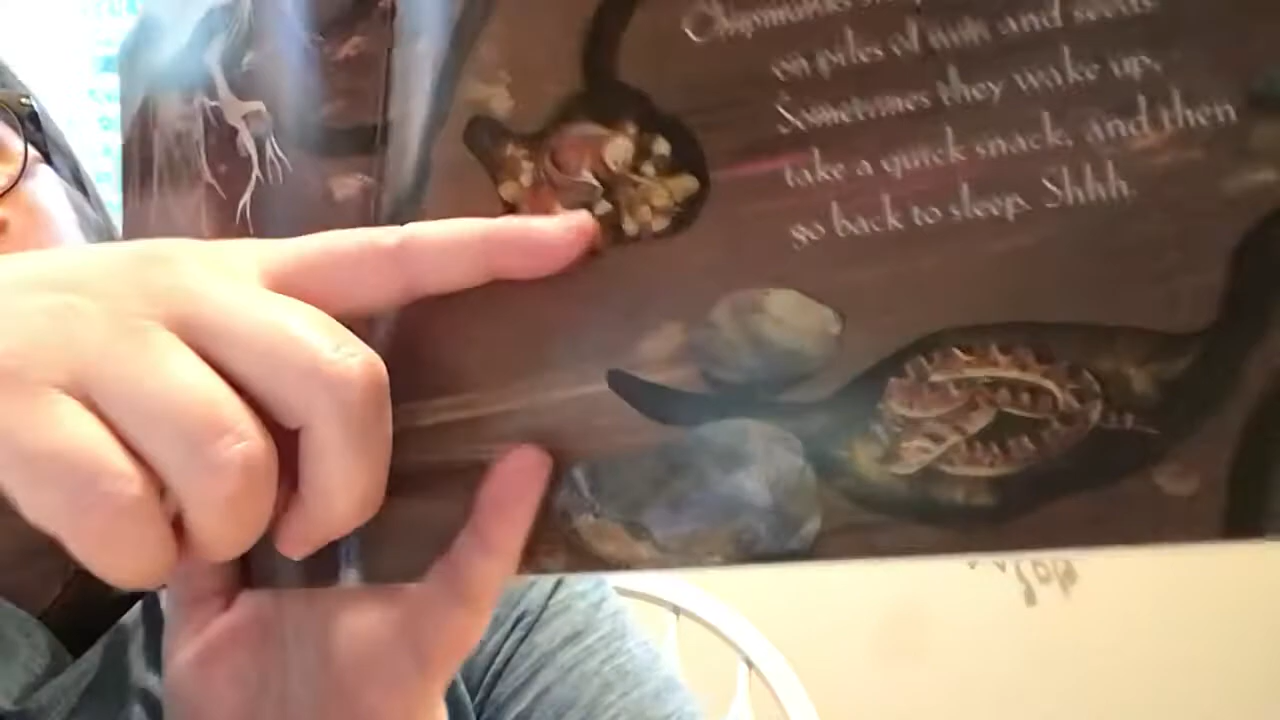 Chipmunks
on piles of nuts and seeds.
Sometimes they wake up,
take a quick snack, and then
go back to sleep. Shhh.